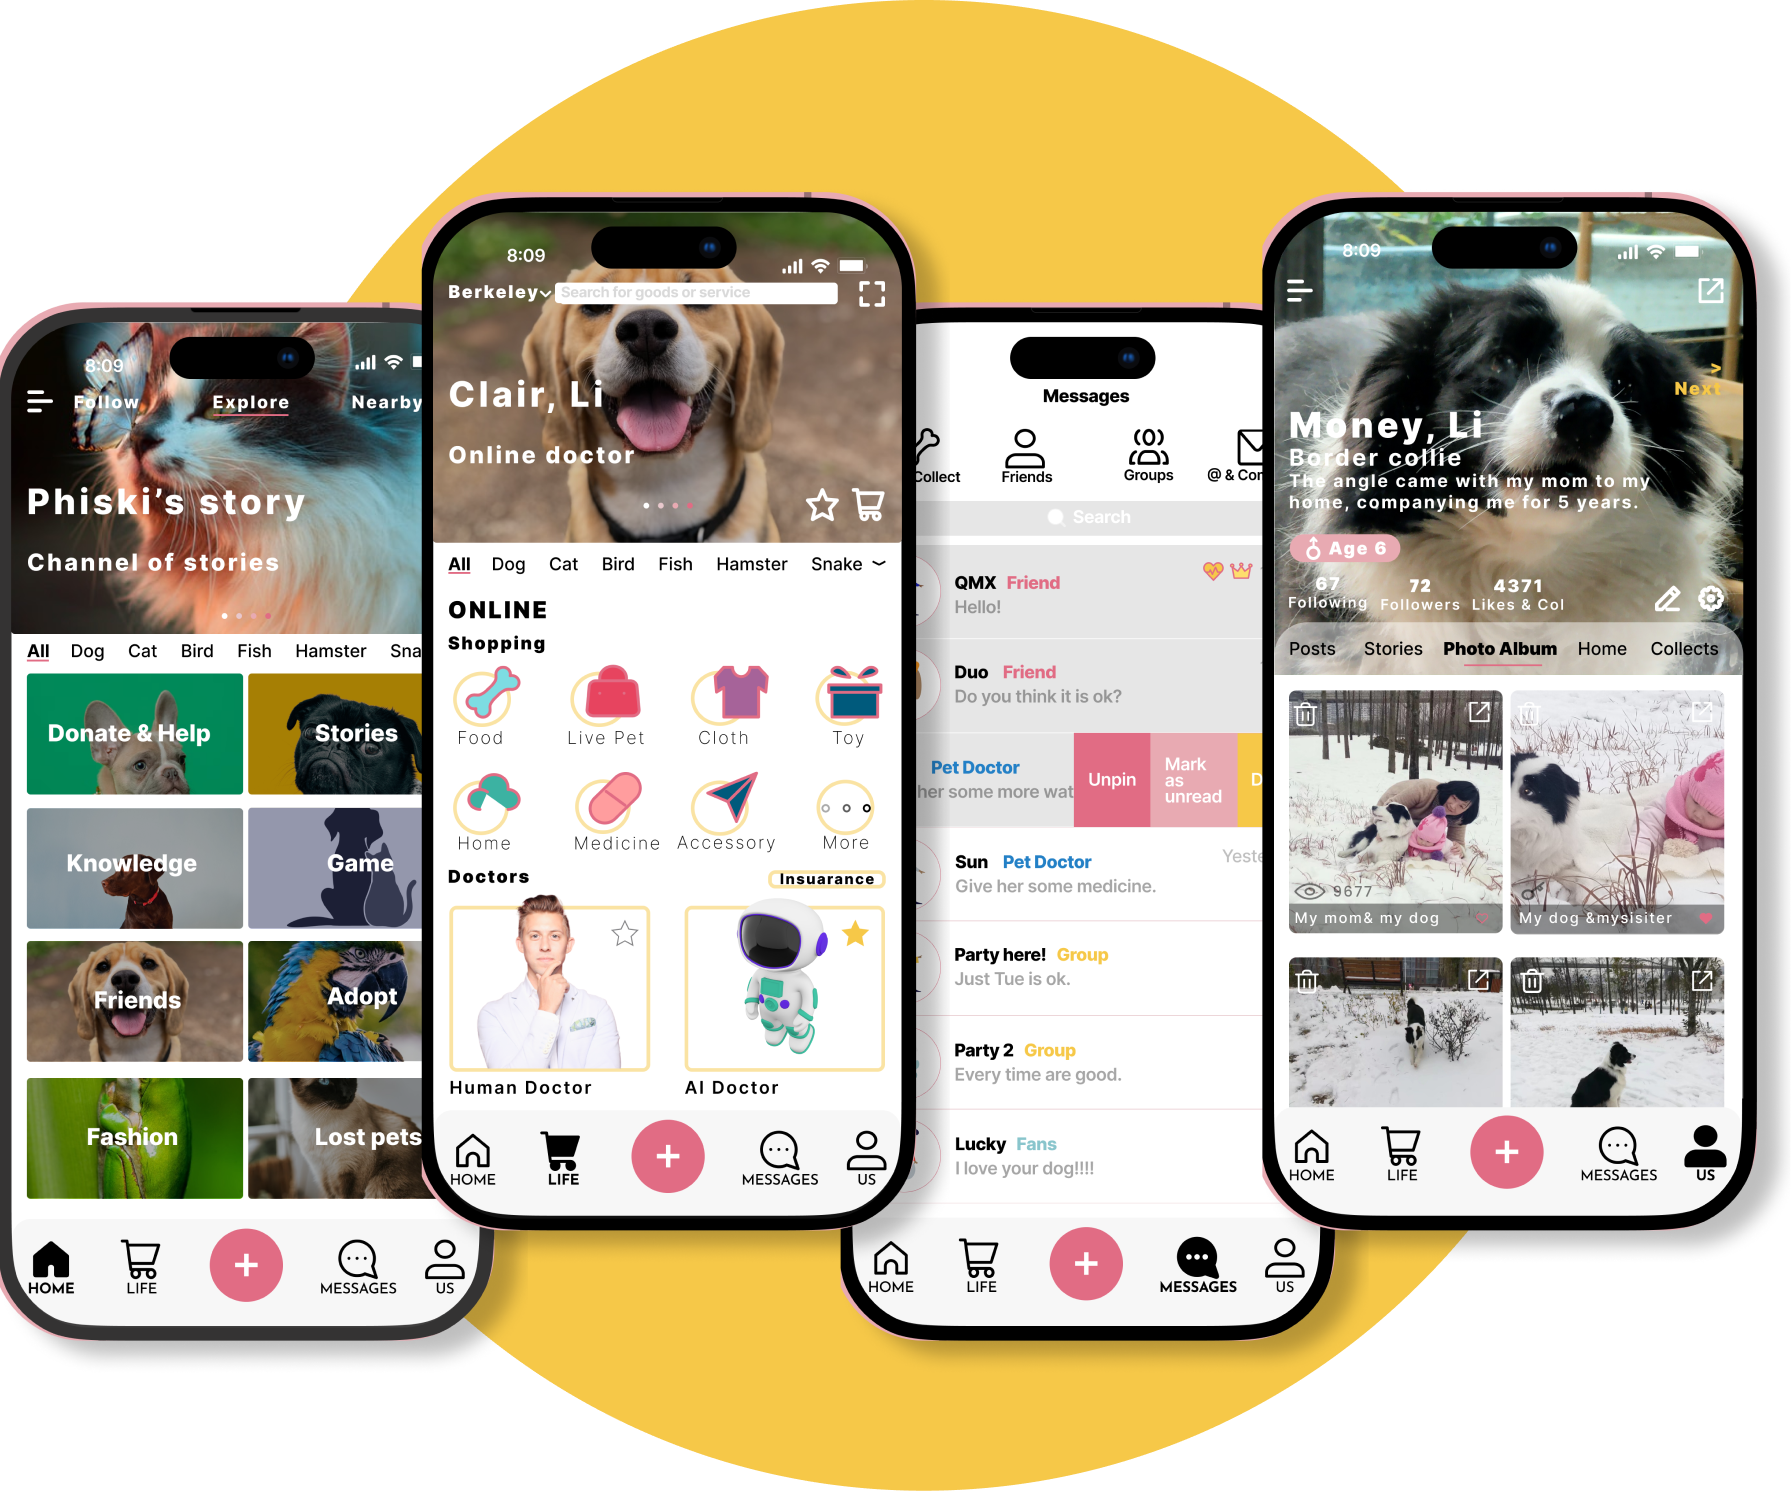 8:09
Follow
Explore
Nearby
Phiski's story
Channel of stories
All Dog Cat Bird Fish Hamster Sna
Donate & Help
Stories
Knowledge
Game
Friends
Adopt
Fashion
Lost pets
HOME
LIFE
+
MESSAGES
US
8:09
Berkeley
Search for goods or service
Clair, Li
Online doctor
All Dog Cat Bird Fish Hamster Snake
ONLINE
Shopping
Food
Live Pet
Cloth
Toy
Home
Medicine
Accessory
More
Doctors
Insuarance
Human Doctor
AI Doctor
HOME
LIFE
+
MESSAGES
US
Messages
Collect
Friends
Groups
@ & Cor
Search
QMX Friend
Hello!
Duo Friend
Do you think it is ok?
Pet Doctor
her some more wat
Unpin
Mark
as
unread
D
Sun Pet Doctor
Yeste
Give her some medicine.
Party here! Group
Just Tue is ok.
Party 2 Group
Every time are good.
Lucky Fans
I love your dog!!!!
HOME
LIFE
+
MESSAGES
US
8:09
>
Next
Money, Li
Border collie
The angle came with my mom to my
home, companying me for 5 years.
Age 6
67
Following
72
Followers
4371
Likes & Col
Posts Stories Photo Album Home Collects
9677
My mom& my dog
My dog &mysisiter
HOME
LIFE
+
MESSAGES
US